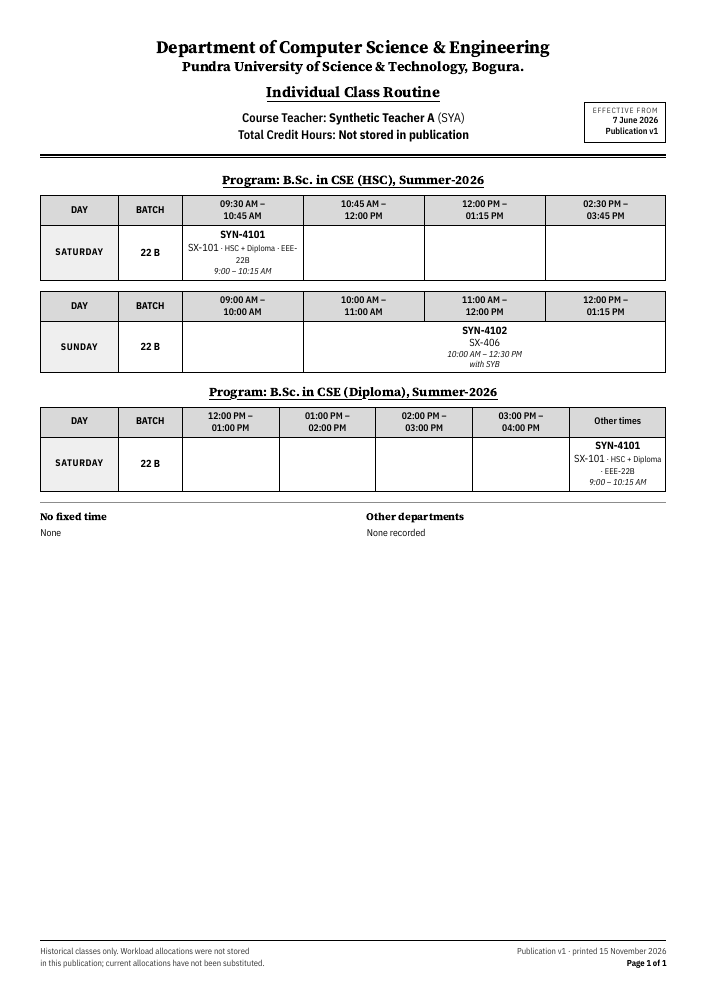 Department of Computer Science & Engineering
Pundra University of Science & Technology, Bogura.
Individual Class Routine
Course Teacher: Synthetic Teacher A (SYA)
Total Credit Hours: Not stored in publication
EFFECTIVE FROM
7 June 2026
Publication v1
Program: B.Sc. in CSE (HSC), Summer-2026
DAY BATCH 09:30 AM – 10:45 AM – 12:00 PM – 02:30 PM –
10:45 AM 12:00 PM 01:15 PM 03:45 PM
SATURDAY 22 B SYN-4101
SX-101 · HSC + Diploma · EEE-
22B
9:00 – 10:15 AM
DAY BATCH 09:00 AM – 10:00 AM – 11:00 AM – 12:00 PM –
10:00 AM 11:00 AM 12:00 PM 01:15 PM
SUNDAY 22 B SYN-4102
SX-406
10:00 AM – 12:30 PM
with SYB
Program: B.Sc. in CSE (Diploma), Summer-2026
DAY BATCH 12:00 PM – 01:00 PM – 02:00 PM – 03:00 PM – Other times
01:00 PM 02:00 PM 03:00 PM 04:00 PM
SATURDAY 22 B SYN-4101
SX-101 · HSC + Diploma
· EEE-22B
9:00 – 10:15 AM
No fixed time
None
Other departments
None recorded
Historical classes only. Workload allocations were not stored
in this publication; current allocations have not been substituted.
Publication v1 · printed 15 November 2026
Page 1 of 1